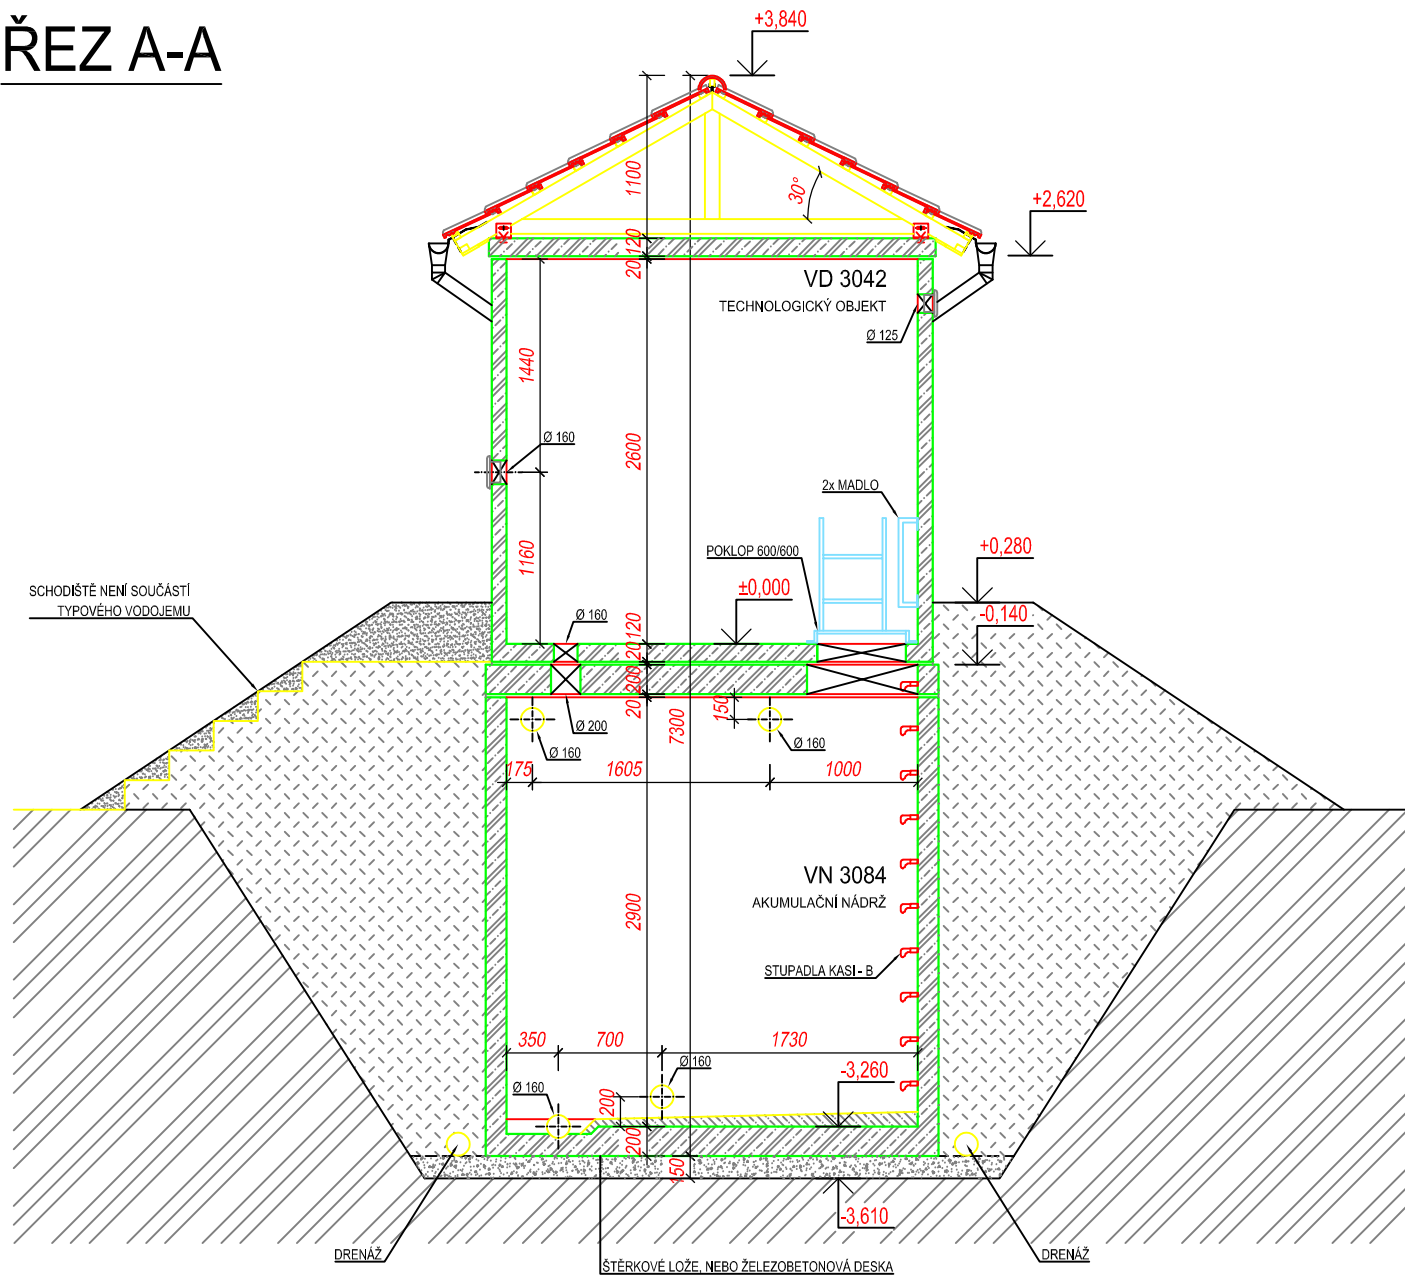 ŘEZ A-A
+3,840
1100
30°
+2,620
120
20
VD 3042
TECHNOLOGICKÝ OBJEKT
Ø 125
1440
2600
Ø 160
2x MADLO
POKLOP 600/600
+0,280
1160
±0,000
-0,140
SCHODIŠTĚ NENÍ SOUČÁSTÍ
TYPOVÉHO VODOJEMU
Ø 160
120
20
200
20
150
7300
Ø 200
Ø 160
Ø 160
175
1605
1000
VN 3084
AKUMULAČNÍ NÁDRŽ
2900
STUPADLA KASI - B
350
700
1730
Ø 160
-3,260
Ø 160
200
200
150
-3,610
DRENÁŽ
DRENÁŽ
ŠTĚRKOVÉ LOŽE, NEBO ŽELEZOBETONOVÁ DESKA